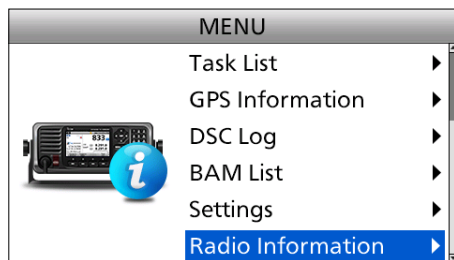 MENU
Task List
GPS Information
DSC Log
BAM List
Settings
Radio Information